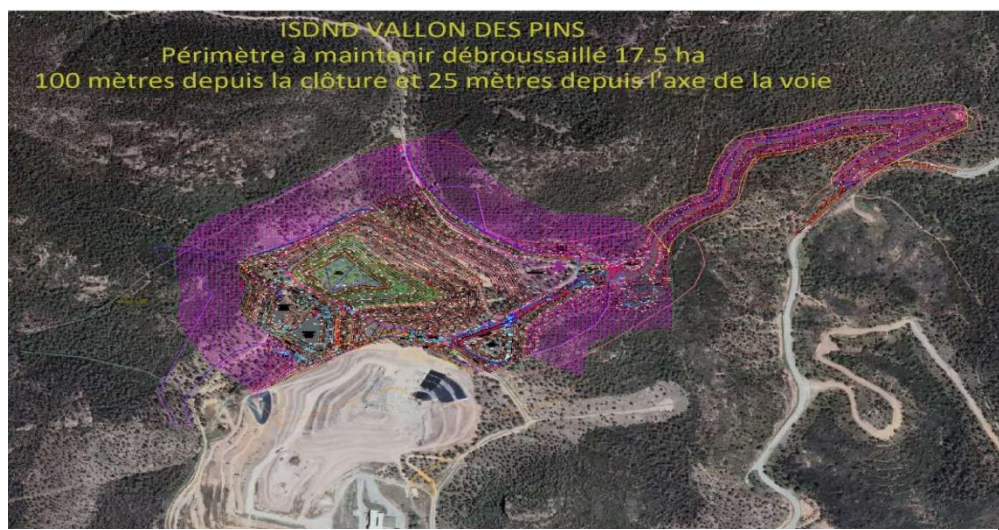 ISDND VALLON DES PINS
Périmètre à maintenir débroussaillé 17.5 ha
100 mètres depuis la clôture et 25 mètres depuis l'axe de la voie